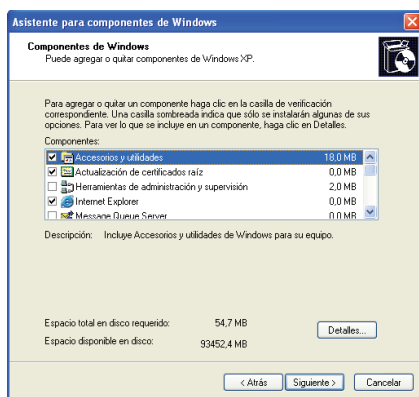 Asistente para componentes de Windows
Componentes de Windows
Puede agregar o quitar componentes de Windows XP.
Para agregar o quitar un componente haga clic en la casilla de verificación
correspondiente. Una casilla sombreada indica que sólo se instalarán algunas de sus
opciones. Para ver lo que se incluye en un componente, haga clic en Detalles.
Componentes:
Accesorios y utilidades 18,0 MB
Actualización de certificados raíz 0,0 MB
Herramientas de administración y supervisión 2,0 MB
Internet Explorer 0,0 MB
Message Queue Server 0,0 MB
Descripción: Incluye Accesorios y utilidades de Windows para su equipo.
Espacio total en disco requerido: 54,7 MB
Detalles...
Espacio disponible en disco: 93452,4 MB
< Atrás Siguiente > Cancelar